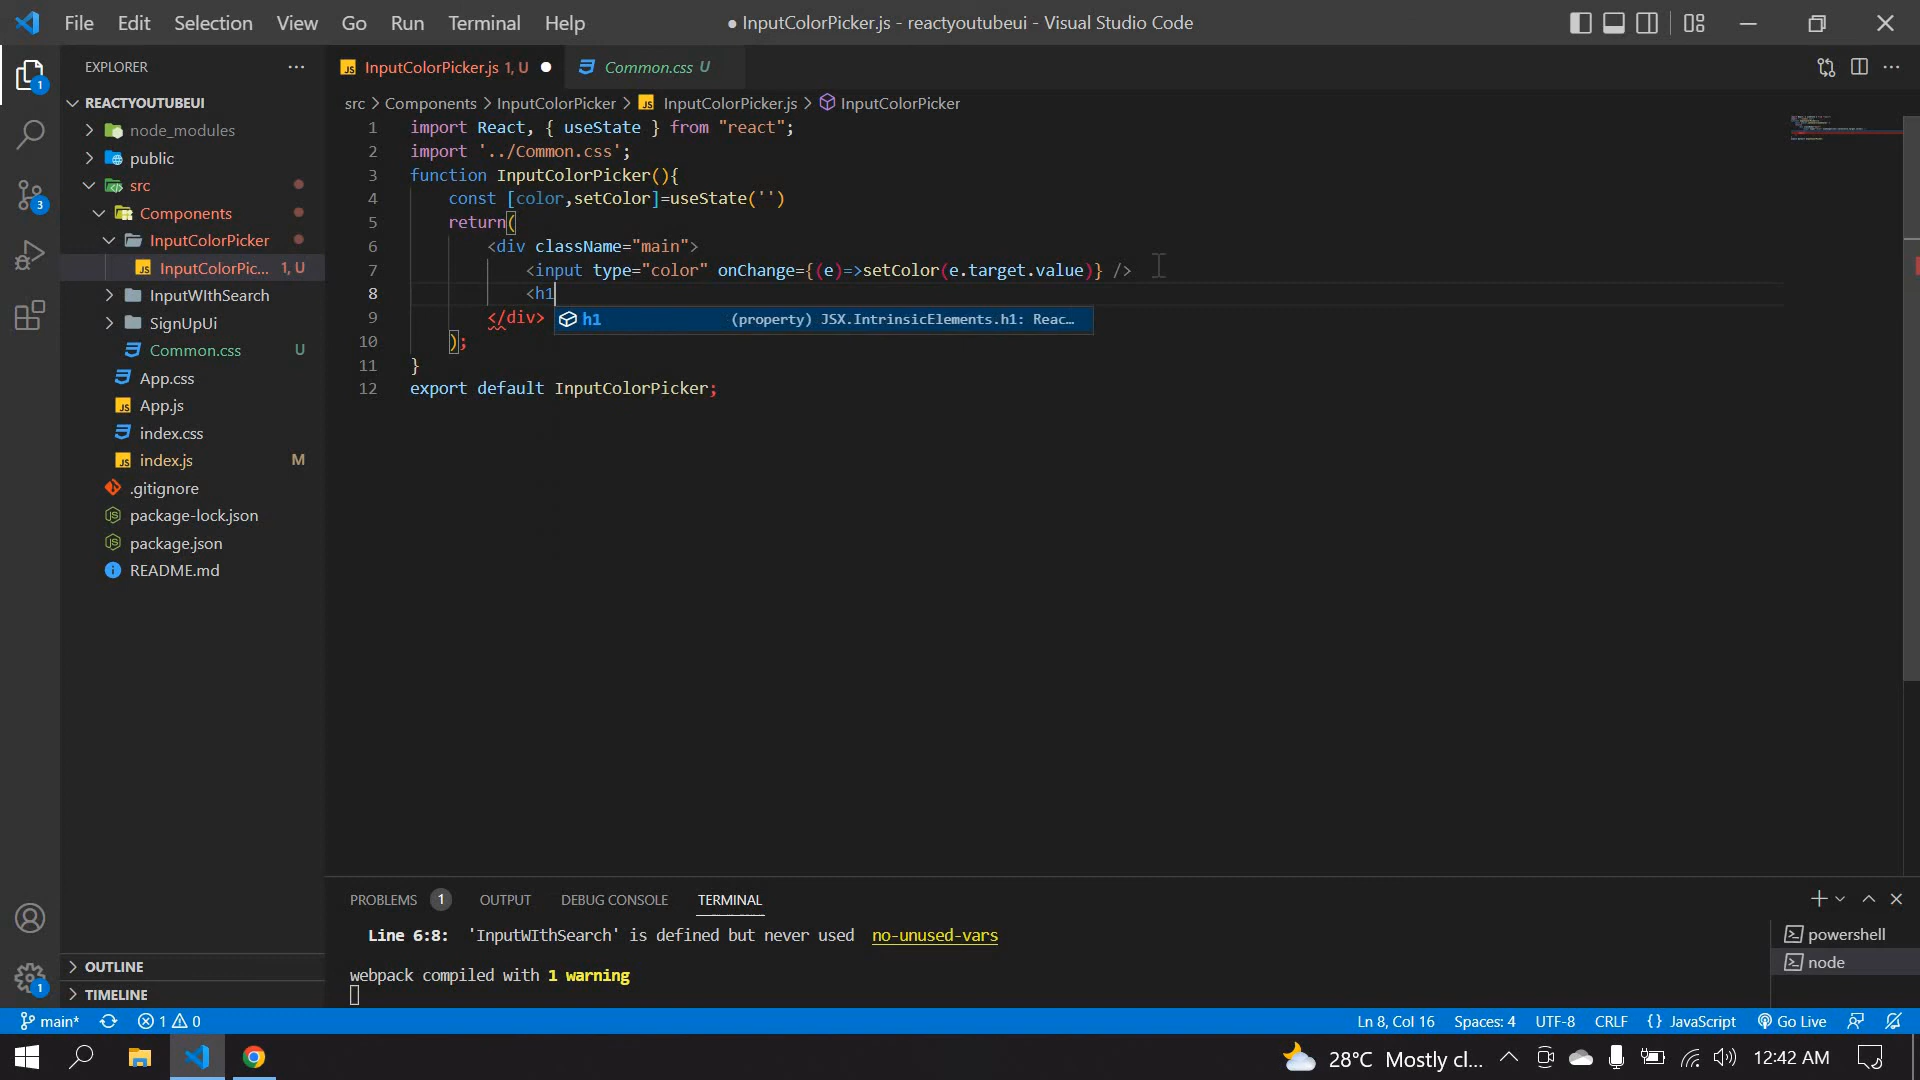 File Edit Selection View Go Run Terminal Help ● InputColorPicker.js - reactyoutubeui - Visual Studio Code
EXPLORER ···
InputColorPicker.js 1, U ●
Common.css U
REACTYOUTUBEUI
src > Components > InputColorPicker > InputColorPicker.js > InputColorPicker
node_modules
public
src
Components
InputColorPicker
InputColorPic... 1, U
InputWIthSearch
SignUpUi
Common.css U
App.css
App.js
index.css
index.js M
.gitignore
package-lock.json
package.json
README.md
OUTLINE
TIMELINE
1 import React, { useState } from "react";
2 import '../Common.css';
3 function InputColorPicker(){
4 const [color,setColor]=useState('')
5 return(
6 <div className="main">
7 <input type="color" onChange={(e)=>setColor(e.target.value)} />
8 <h1
9 </div>
h1 (property) JSX.IntrinsicElements.h1: Reac...
10 );
11 }
12 export default InputColorPicker;
PROBLEMS 1 OUTPUT DEBUG CONSOLE TERMINAL
Line 6:8: 'InputWIthSearch' is defined but never used no-unused-vars
webpack compiled with 1 warning
powershell
node
main* 1 0 Ln 8, Col 16 Spaces: 4 UTF-8 CRLF {} JavaScript Go Live
28°C Mostly cl... 12:42 AM